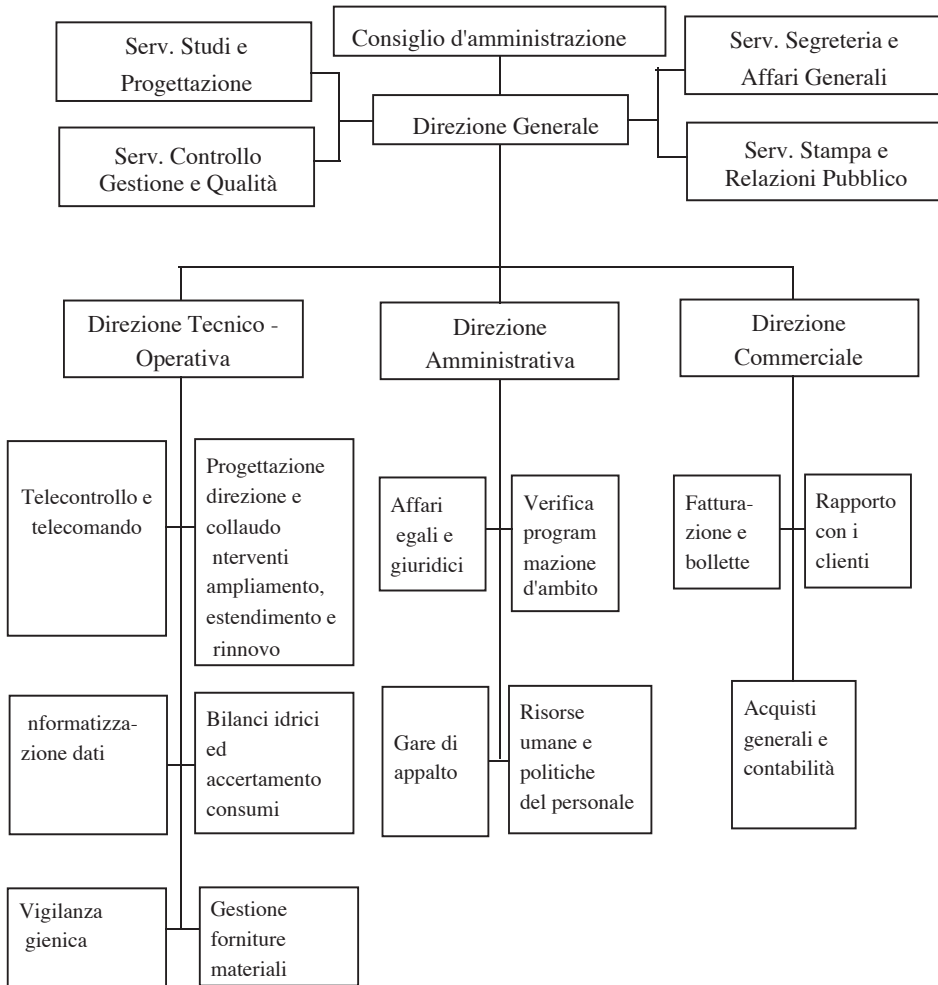 Consiglio d'amministrazione
Serv. Studi e
Progettazione
Serv. Segreteria e
Affari Generali
Direzione Generale
Serv. Controllo
Gestione e Qualità
Serv. Stampa e
Relazioni Pubblico
Direzione Tecnico -
Operativa
Direzione
Amministrativa
Direzione
Commerciale
Telecontrollo e
telecomando
Progettazione
direzione e
collaudo
nterventi
ampliamento,
estendimento e
rinnovo
Affari
egali e
giuridici
Verifica
program
mazione
d'ambito
Fattura-
zione e
bollette
Rapporto
con i
clienti
nformatizza-
zione dati
Bilanci idrici
ed
accertamento
consumi
Gare di
appalto
Risorse
umane e
politiche
del personale
Acquisti
generali e
contabilità
Vigilanza
gienica
Gestione
forniture
materiali